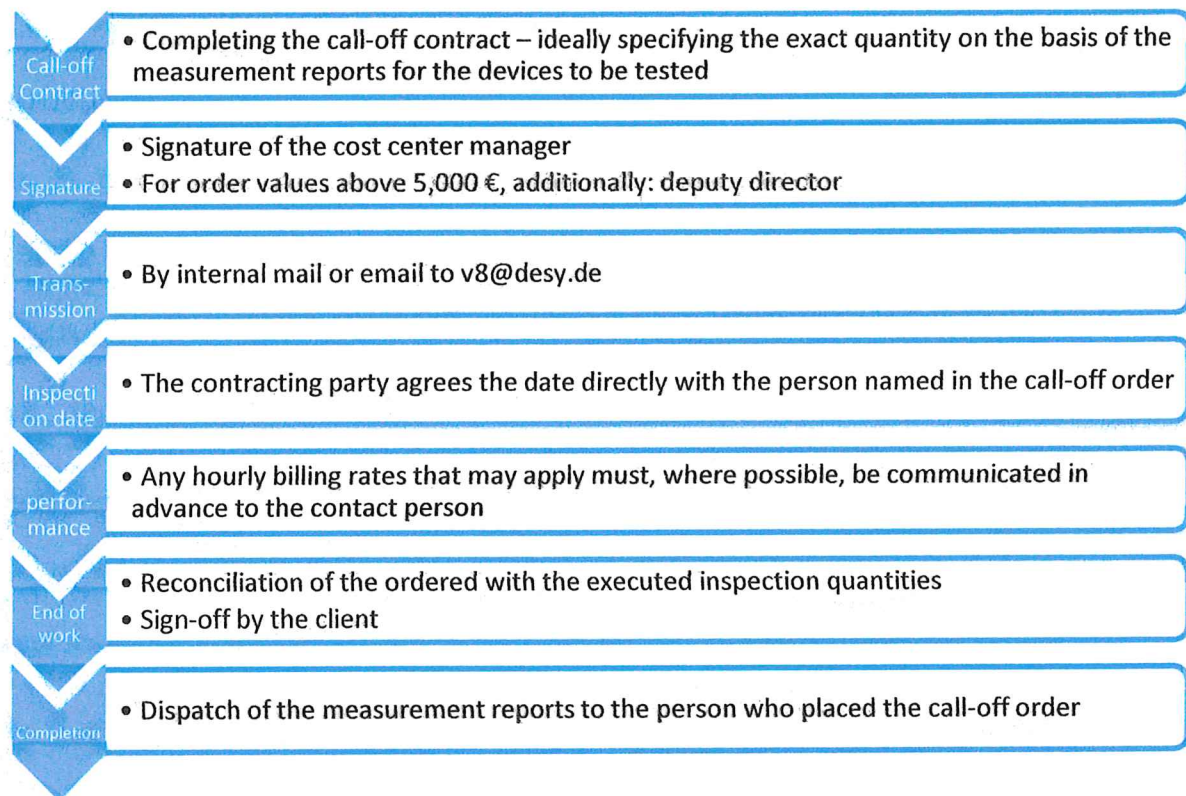 Call-off
Contract
• Completing the call-off contract – ideally specifying the exact quantity on the basis of the
measurement reports for the devices to be tested
Signature
• Signature of the cost center manager
• For order values above 5,000 €, additionally: deputy director
Trans-
mission
• By internal mail or email to v8@desy.de
Inspecti
on date
• The contracting party agrees the date directly with the person named in the call-off order
perfor-
mance
• Any hourly billing rates that may apply must, where possible, be communicated in
advance to the contact person
End of
work
• Reconciliation of the ordered with the executed inspection quantities
• Sign-off by the client
Completion
• Dispatch of the measurement reports to the person who placed the call-off order